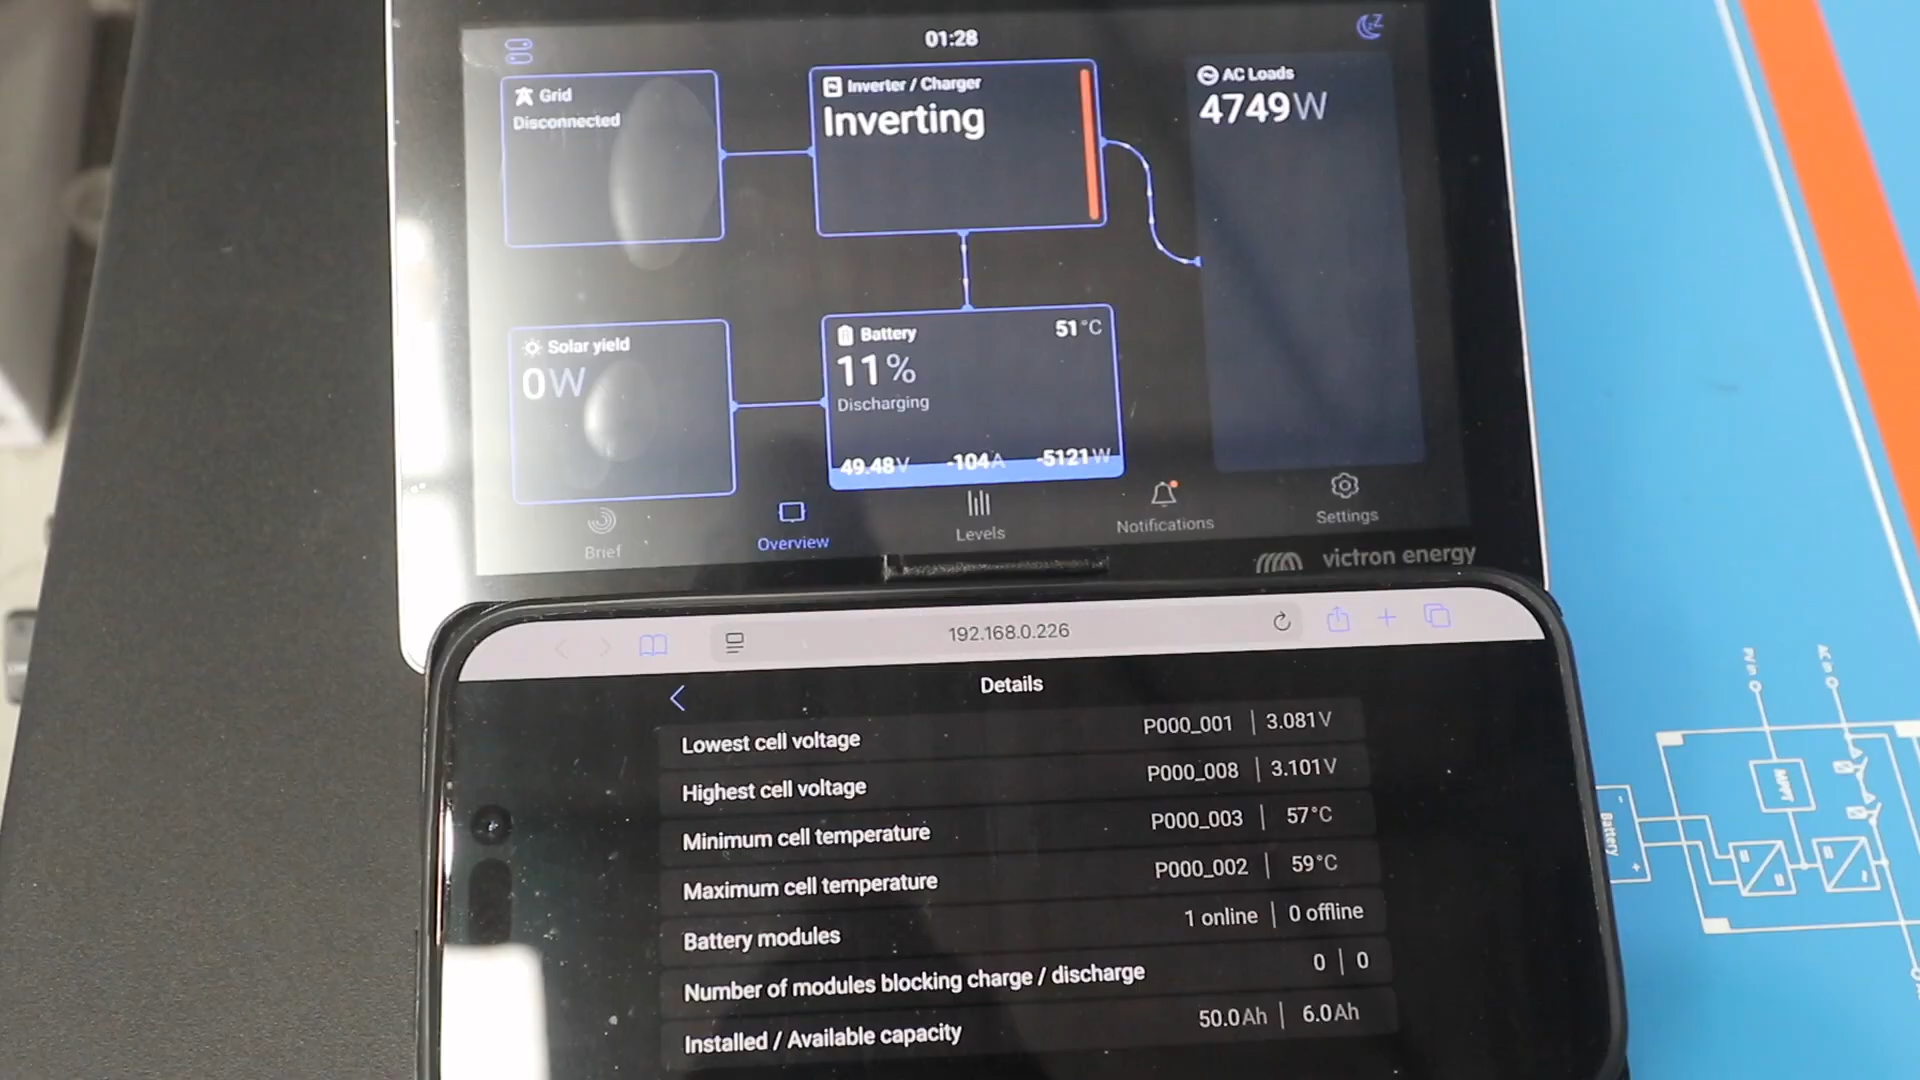 01:28
Grid
Disconnected
Inverter / Charger
Inverting
AC Loads
4749W
Solar yield
0W
Battery
51°C
11%
Discharging
49.48V -104A -5121W
Brief
Overview
Levels
Notifications
Settings
victron energy
192.168.0.226
Details
Lowest cell voltage P000_001 3.081V
Highest cell voltage P000_008 3.101V
Minimum cell temperature P000_003 57°C
Maximum cell temperature P000_002 59°C
Battery modules 1 online 0 offline
Number of modules blocking charge / discharge 0 0
Installed / Available capacity 50.0Ah 6.0Ah
PV in
AC in
MPPT
Battery